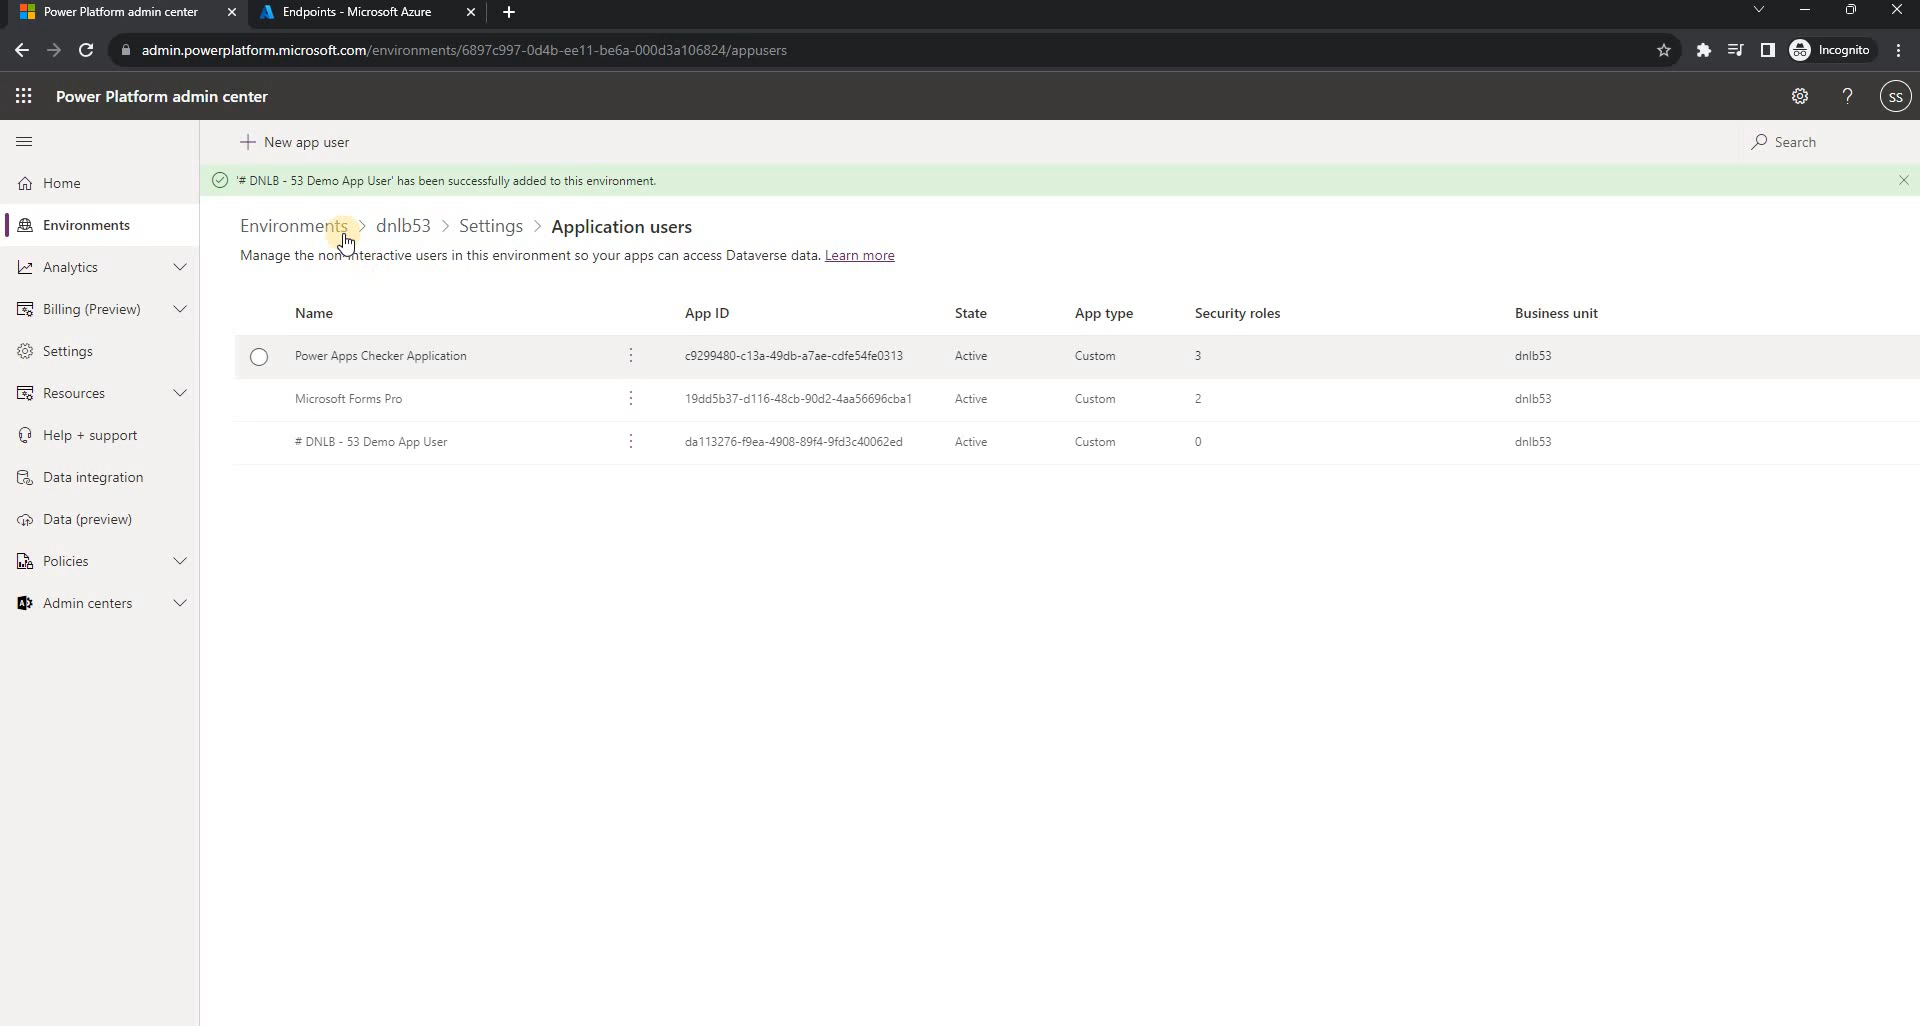 Power Platform admin center
Endpoints - Microsoft Azure
admin.powerplatform.microsoft.com/environments/6897c997-0d4b-ee11-be6a-000d3a106824/appusers
Incognito
Power Platform admin center
SS
New app user
Search
'# DNLB - 53 Demo App User' has been successfully added to this environment.
Home
Environments
Analytics
Billing (Preview)
Settings
Resources
Help + support
Data integration
Data (preview)
Policies
Admin centers
Environments > dnlb53 > Settings > Application users
Manage the non-interactive users in this environment so your apps can access Dataverse data. Learn more
Name App ID State App type Security roles Business unit
Power Apps Checker Application c9299480-c13a-49db-a7ae-cdfe54fe0313 Active Custom 3 dnlb53
Microsoft Forms Pro 19dd5b37-d116-48cb-90d2-4aa56696cba1 Active Custom 2 dnlb53
# DNLB - 53 Demo App User da113276-f9ea-4908-89f4-9fd3c40062ed Active Custom 0 dnlb53